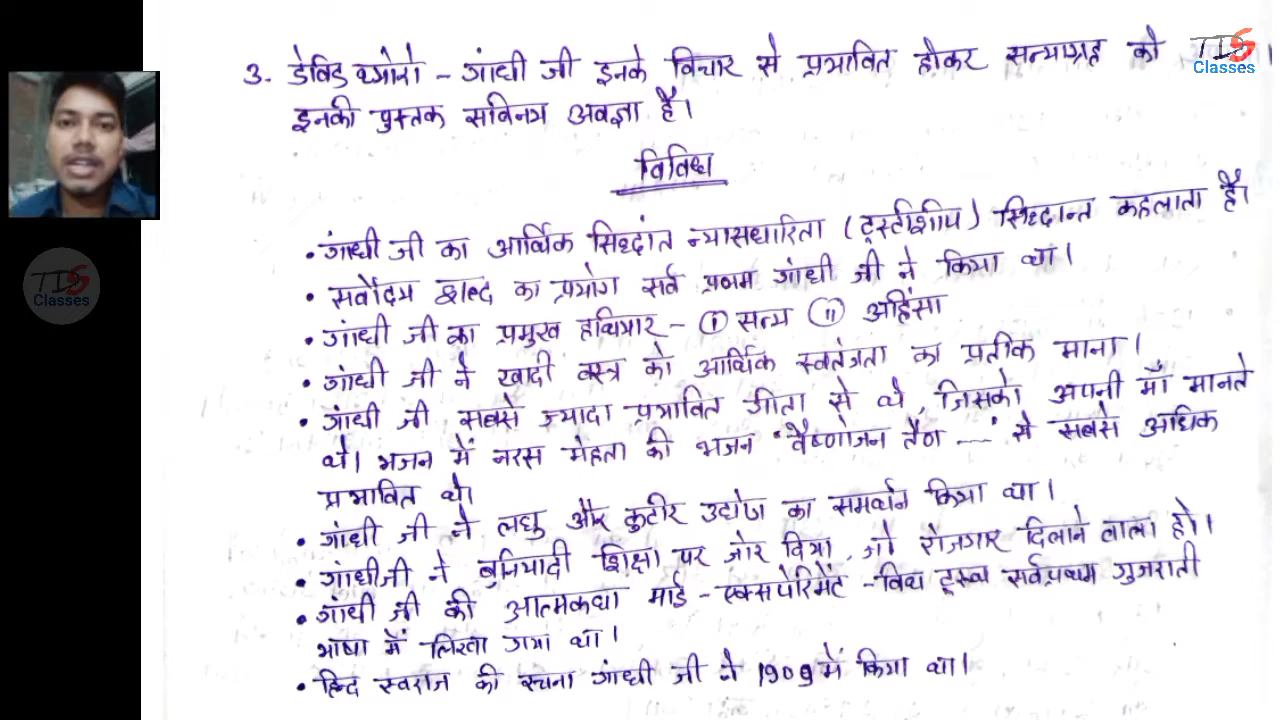 TIS
Classes
3. डेविड थ्योरो - गांधी जी इनके विचार से प्रभावित होकर सत्याग्रह को
इनकी पुस्तक सविनय अवज्ञा है।
विविध
• गांधी जी का आर्थिक सिद्धांत न्यासधारिता (ट्रस्टीशीप) सिद्धान्त कहलाता है।
• सर्वोदय शब्द का प्रयोग सर्व प्रथम गांधी जी ने किया था।
• गांधी जी का प्रमुख हथियार - (i) सत्य (ii) अहिंसा
• गांधी जी ने खादी वस्त्र को आर्थिक स्वतंत्रता का प्रतीक माना।
• गांधी जी सबसे ज्यादा प्रभावित गीता से थे, जिसको अपनी माँ मानते
थे। भजन में नरस मेहता की भजन "वैष्णोजन तैण ---" से सबसे अधिक
प्रभावित थे।
• गांधी जी ने लघु और कुटीर उद्योग का समर्थन किया था।
• गांधीजी ने बुनियादी शिक्षा पर जोर दिया, जो रोजगार दिलाने वाला हो।
• गांधी जी की आत्मकथा माई - एक्सपेरिमेंट - विथ ट्रूथ सर्वप्रथम गुजराती
भाषा में लिखा गया था।
• हिन्द स्वराज की रचना गांधी जी ने 1909 में किया था।
TIS
Classes